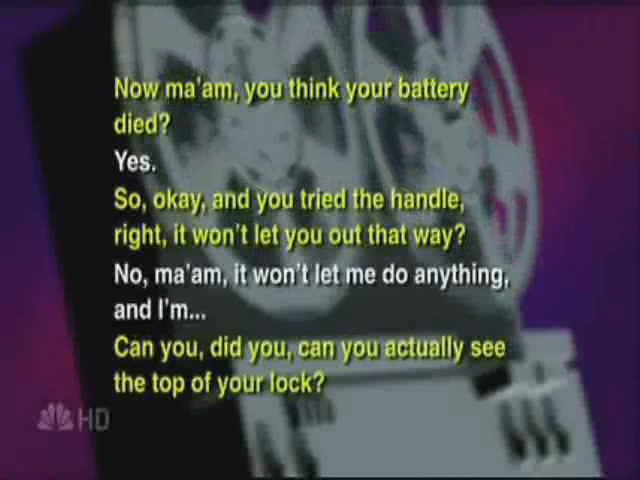 Now ma'am, you think your battery
died?
Yes.
So, okay, and you tried the handle,
right, it won't let you out that way?
No, ma'am, it won't let me do anything,
and I'm...
Can you, did you, can you actually see
the top of your lock?
HD